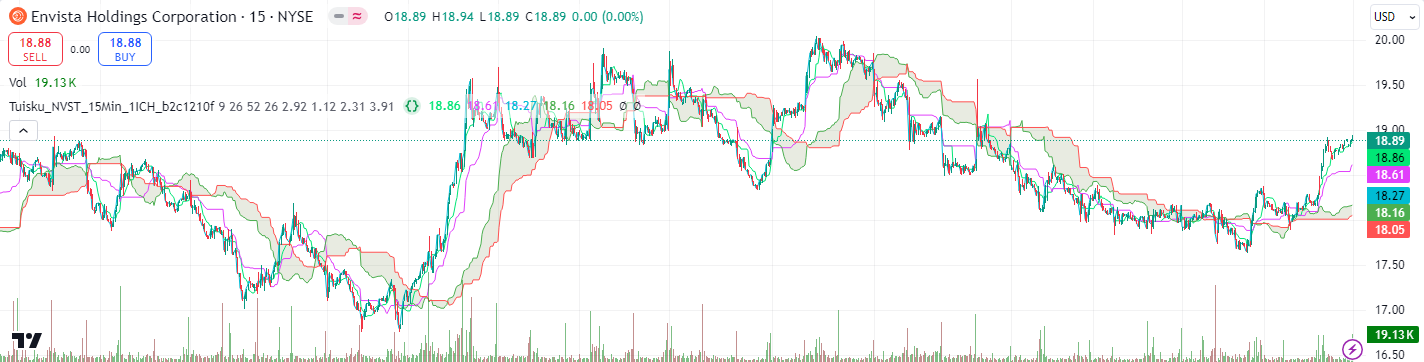 Envista Holdings Corporation · 15 · NYSE O18.89 H18.94 L18.89 C18.89 0.00 (0.00%)
USD
18.88 SELL
0.00
18.88 BUY
Vol 19.13 K
Tuisku_NVST_15Min_1ICH_b2c1210f 9 26 52 26 2.92 1.12 2.31 3.91 18.86 18.61 18.27 18.16 18.05 ∅ ∅
20.00
19.50
19.00
18.89
18.86
18.61
18.27
18.16
18.05
17.50
17.00
19.13 K
16.50